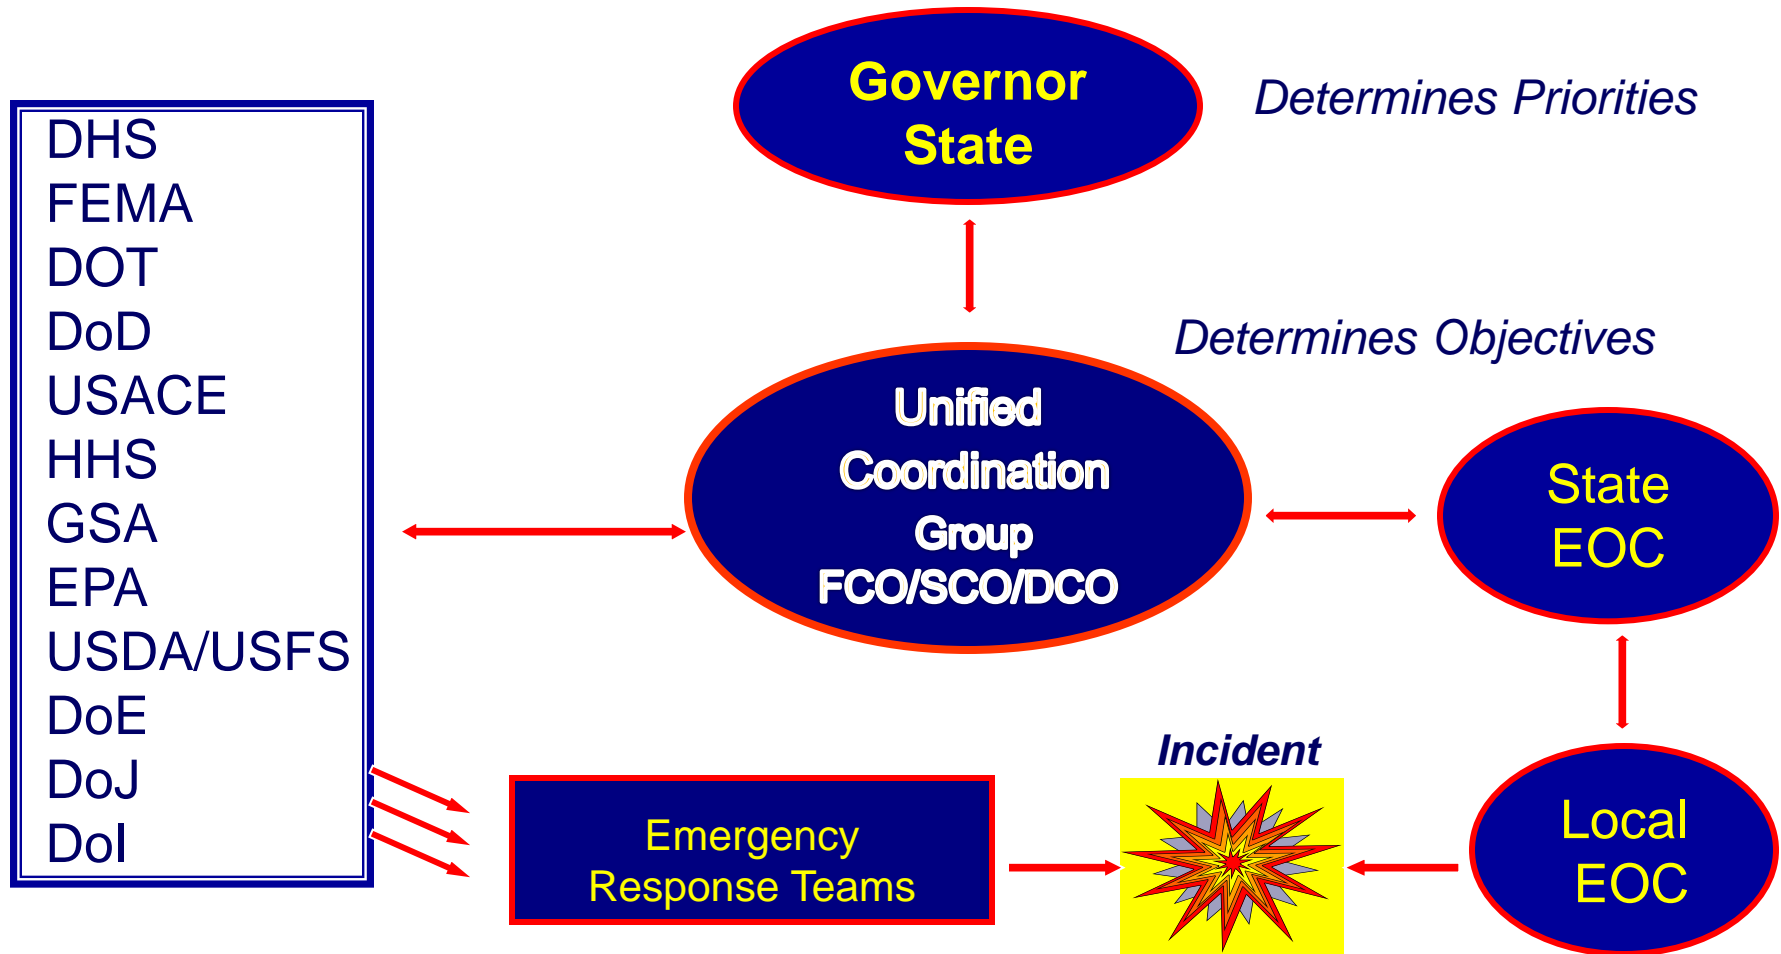 Governor
State
Determines Priorities
DHS
FEMA
DOT
DoD
USACE
HHS
GSA
EPA
USDA/USFS
DoE
DoJ
DoI
Determines Objectives
Unified
Coordination
Group
FCO/SCO/DCO
State
EOC
Incident
Emergency
Response Teams
Local
EOC